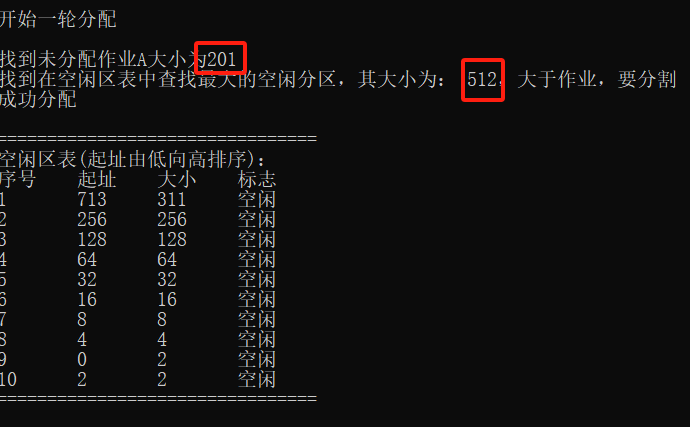 开始一轮分配
找到未分配作业A大小为201
找到在空闲区表中查找最大的空闲分区，其大小为： 512，大于作业，要分割
成功分配
================================
空闲区表(起址由低向高排序)：
序号 起址 大小 标志
1 713 311 空闲
2 256 256 空闲
3 128 128 空闲
4 64 64 空闲
5 32 32 空闲
6 16 16 空闲
7 8 8 空闲
8 4 4 空闲
9 0 2 空闲
10 2 2 空闲
================================